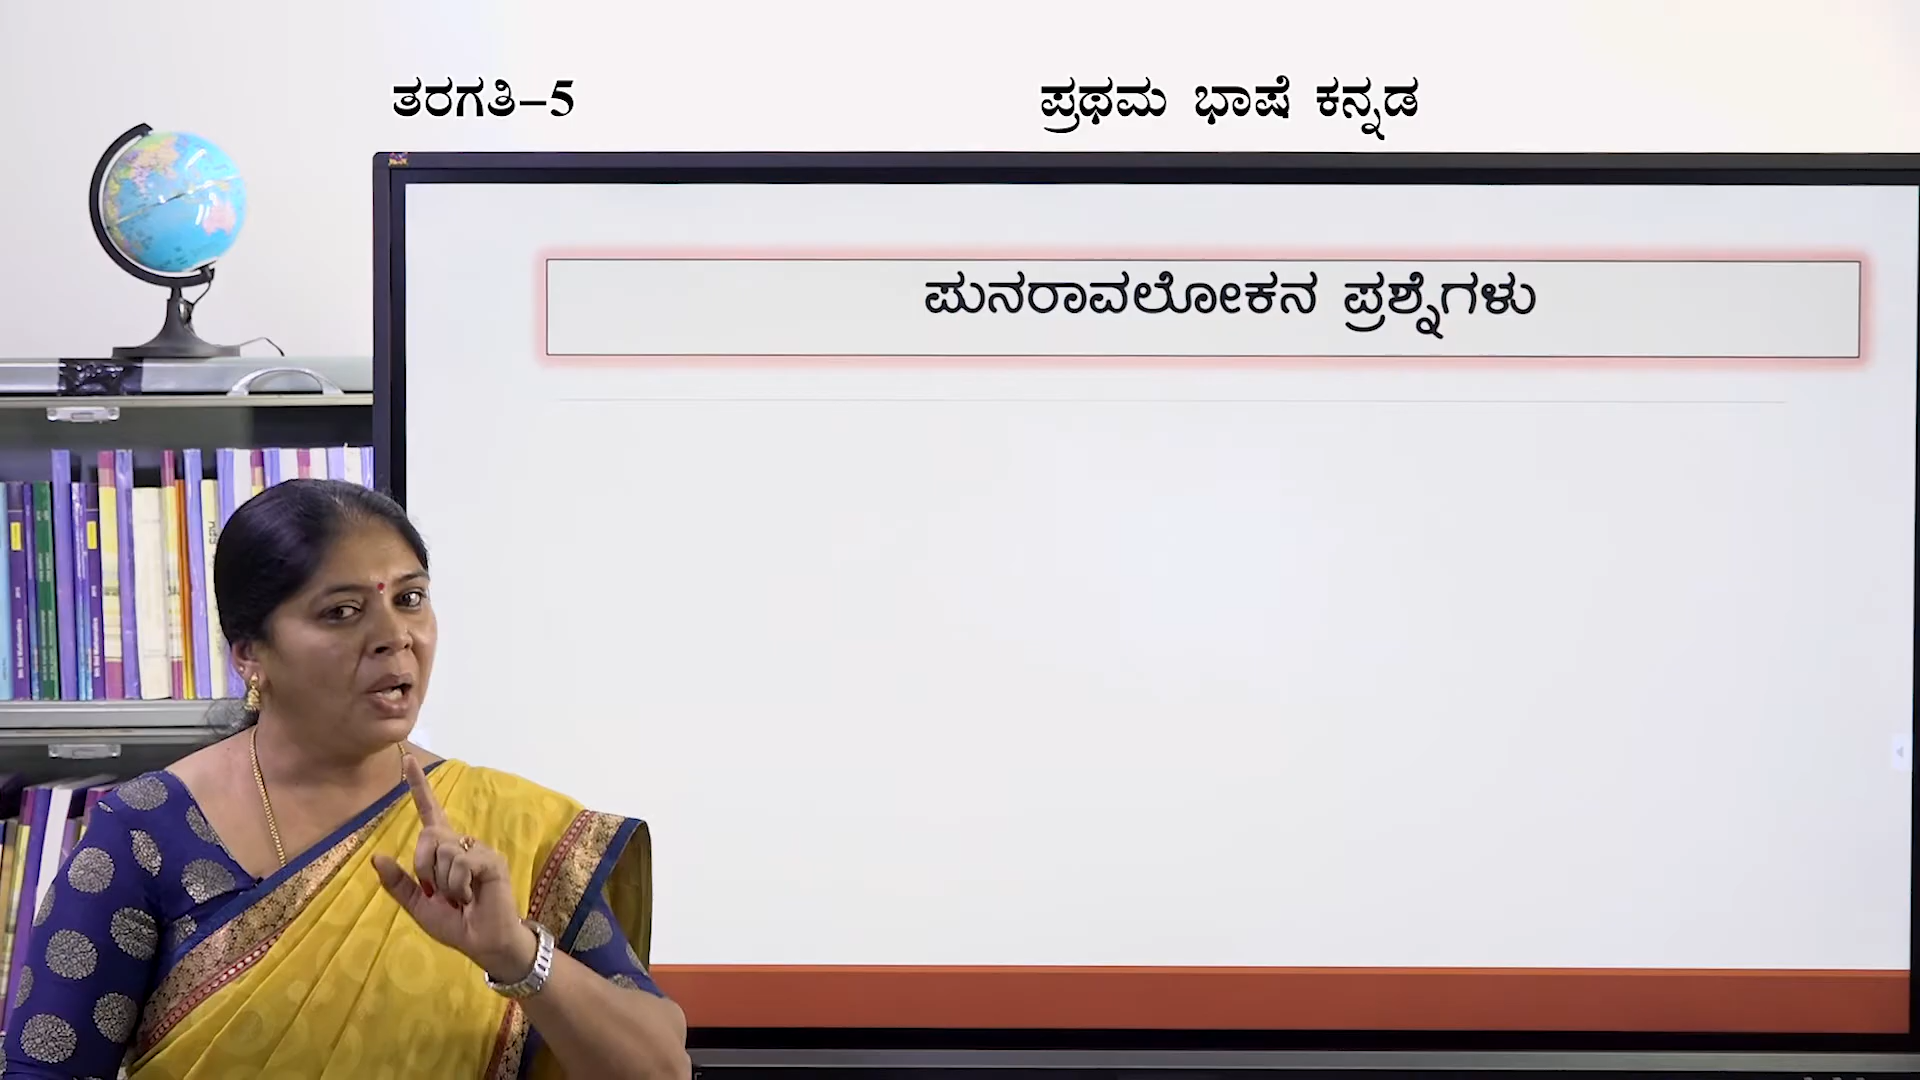 ತರಗತಿ-5
ಪ್ರಥಮ ಭಾಷೆ ಕನ್ನಡ
ಪುನರಾವಲೋಕನ ಪ್ರಶ್ನೆಗಳು